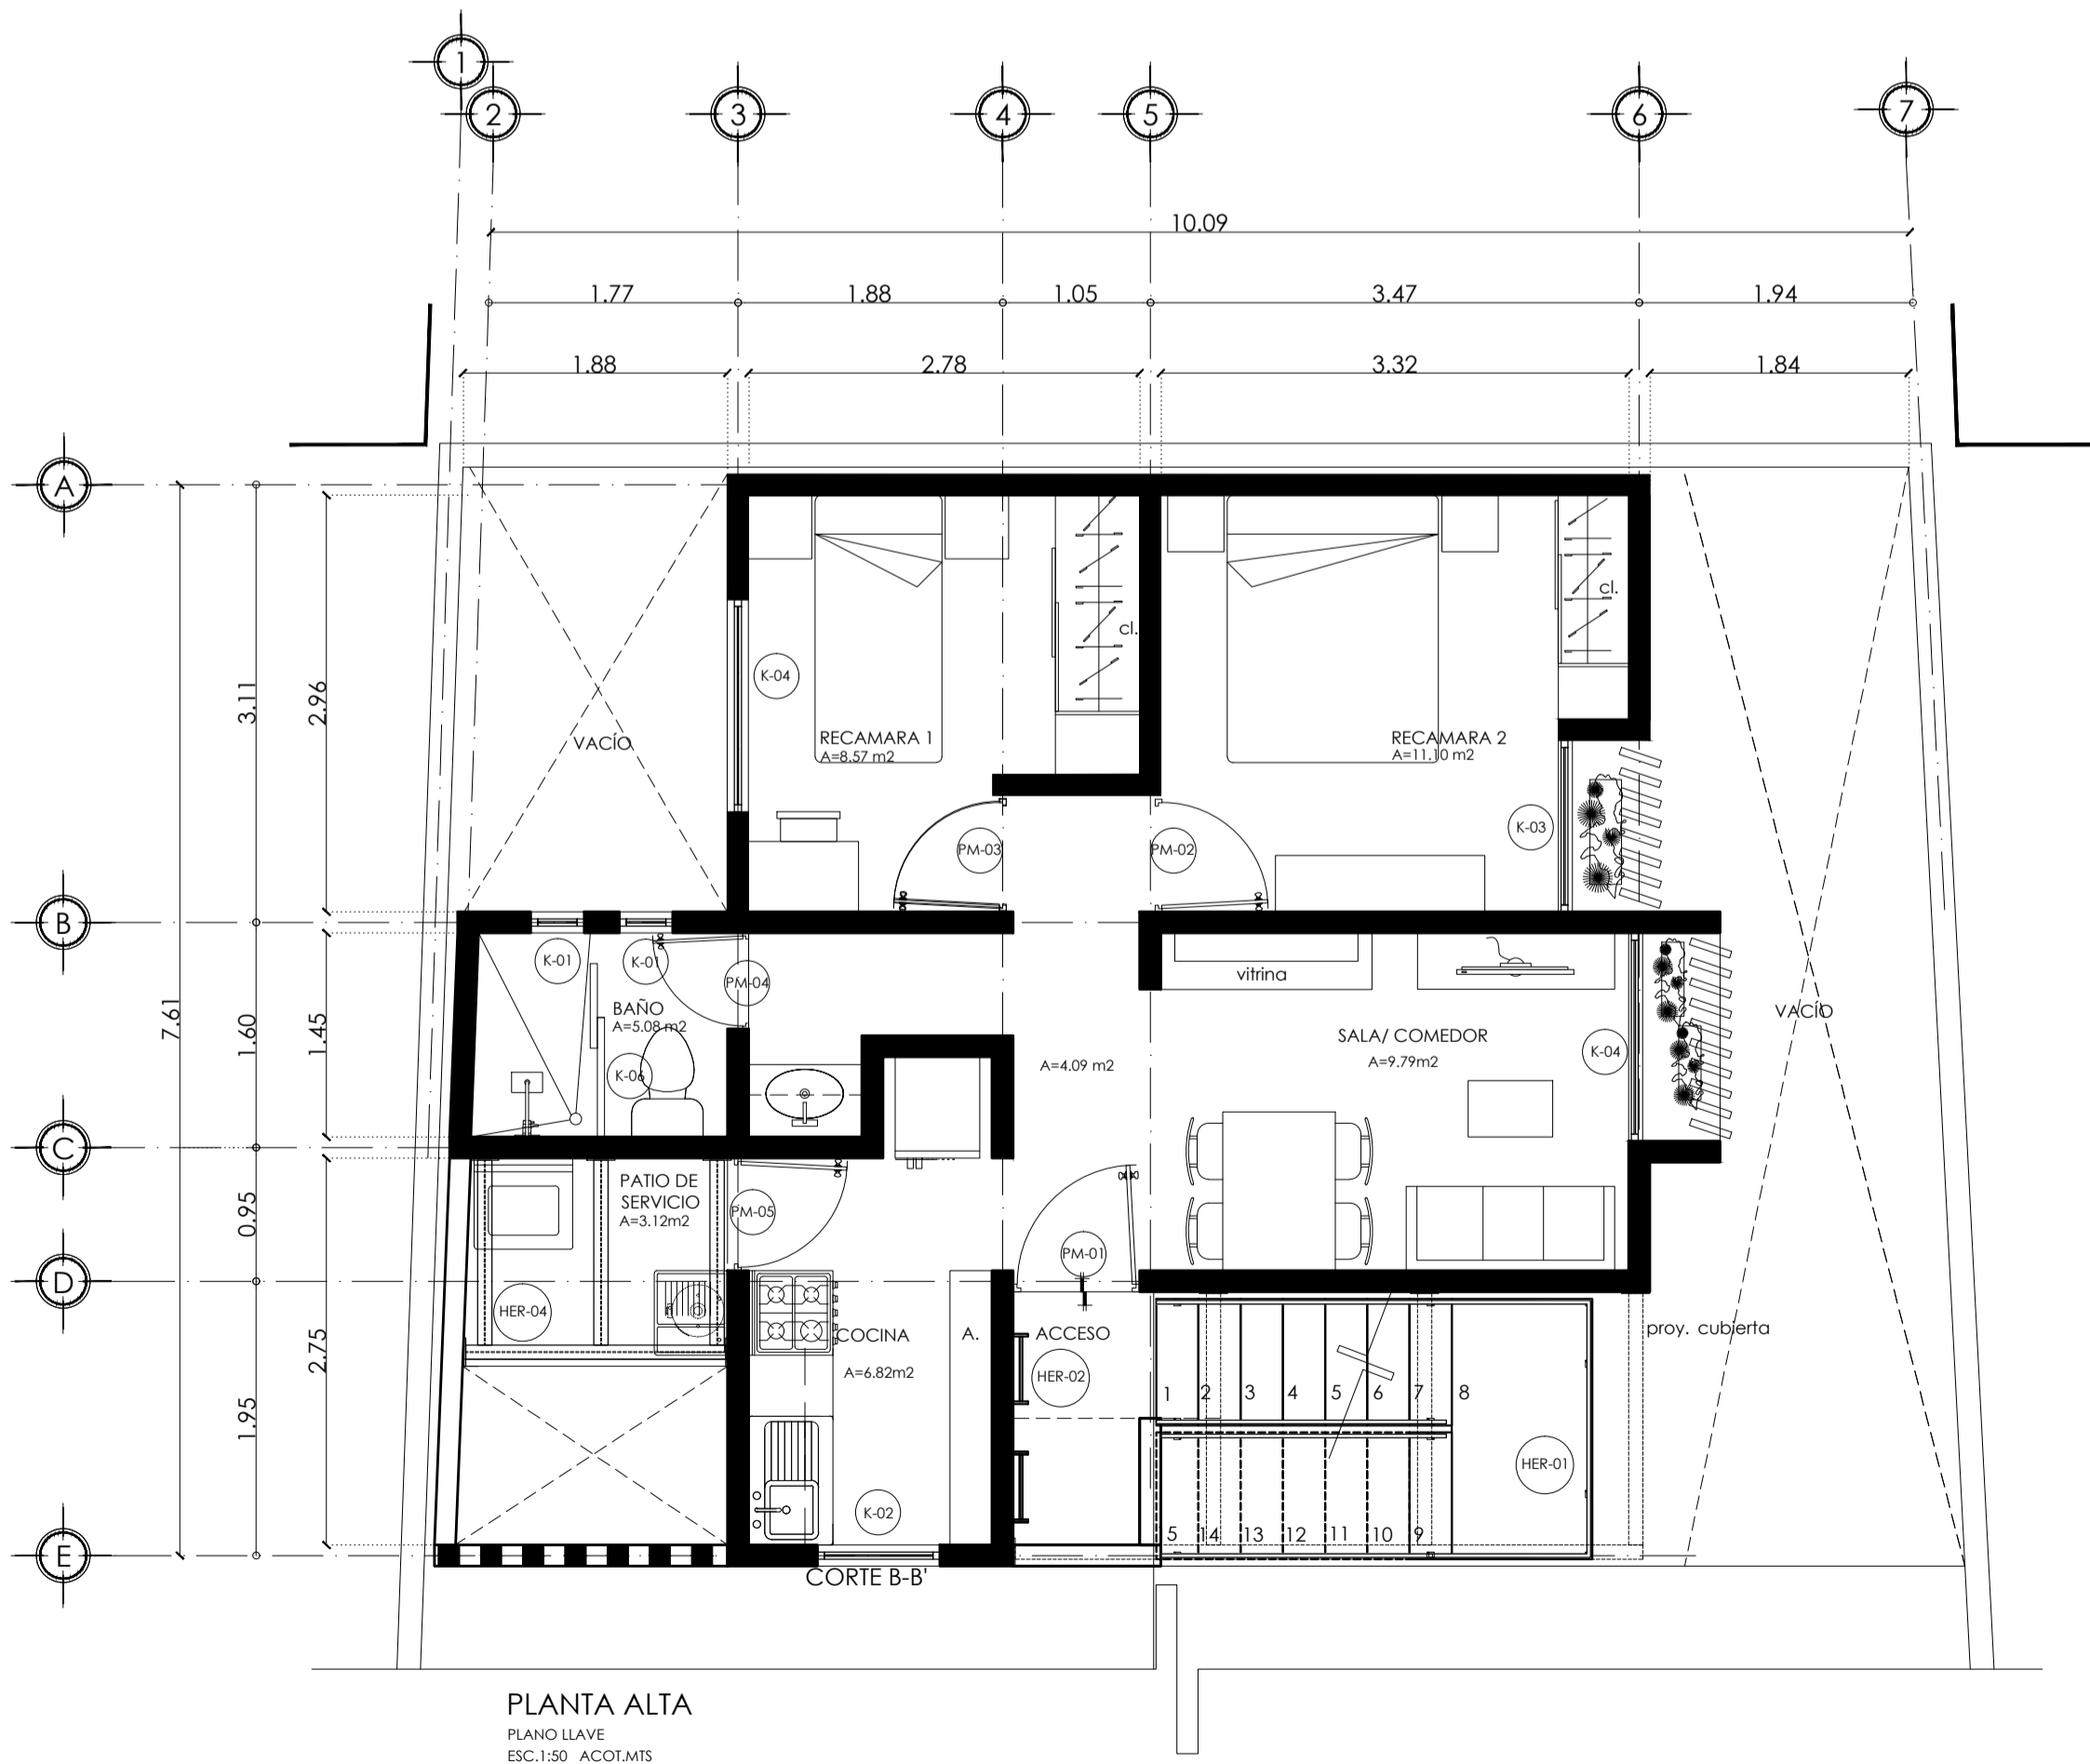 1
2
3
4
5
6
7
10.09
1.77
1.88
1.05
3.47
1.94
1.88
2.78
3.32
1.84
A
B
C
D
E
7.61
3.11
1.60
0.95
1.95
2.96
1.45
2.75
VACÍO
K-04
RECAMARA 1
A=8.57 m2
cl.
PM-03
RECAMARA 2
A=11.10 m2
cl.
PM-02
K-03
K-01
K-01
PM-04
BAÑO
A=5.08 m2
K-06
A=4.09 m2
vitrina
SALA/ COMEDOR
A=9.79m2
K-04
VACÍO
PATIO DE
SERVICIO
A=3.12m2
PM-05
PM-01
HER-04
COCINA
A=6.82m2
A.
ACCESO
HER-02
K-02
proy. cubierta
1 2 3 4 5 6 7 8
HER-01
5 14 13 12 11 10 9
CORTE B-B'
PLANTA ALTA
PLANO LLAVE
ESC.1:50 ACOT.MTS